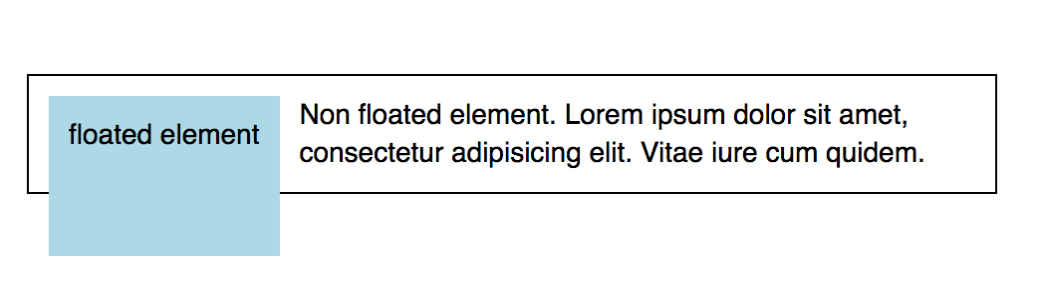 floated element
Non floated element. Lorem ipsum dolor sit amet,
consectetur adipisicing elit. Vitae iure cum quidem.